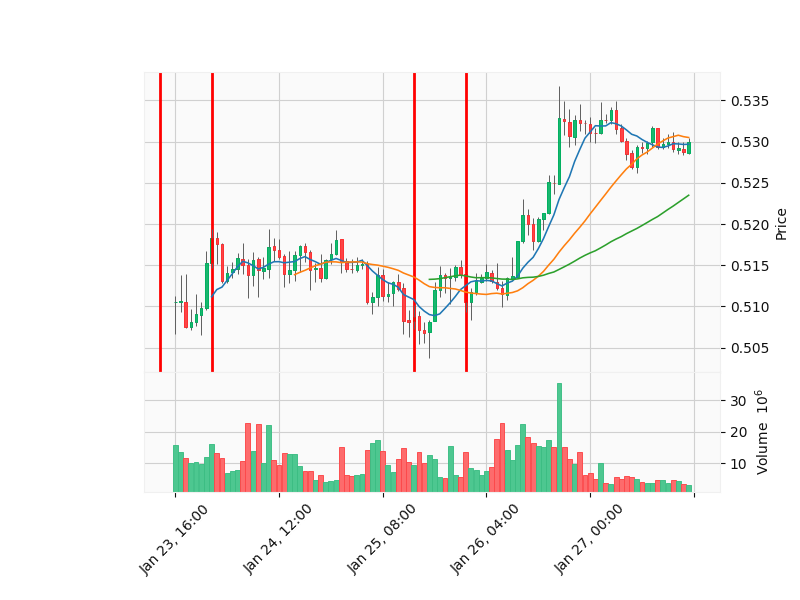 0.535
0.530
0.525
0.520
0.515
0.510
0.505
Price
30
20
10
Volume 10^6
Jan 23, 16:00
Jan 24, 12:00
Jan 25, 08:00
Jan 26, 04:00
Jan 27, 00:00